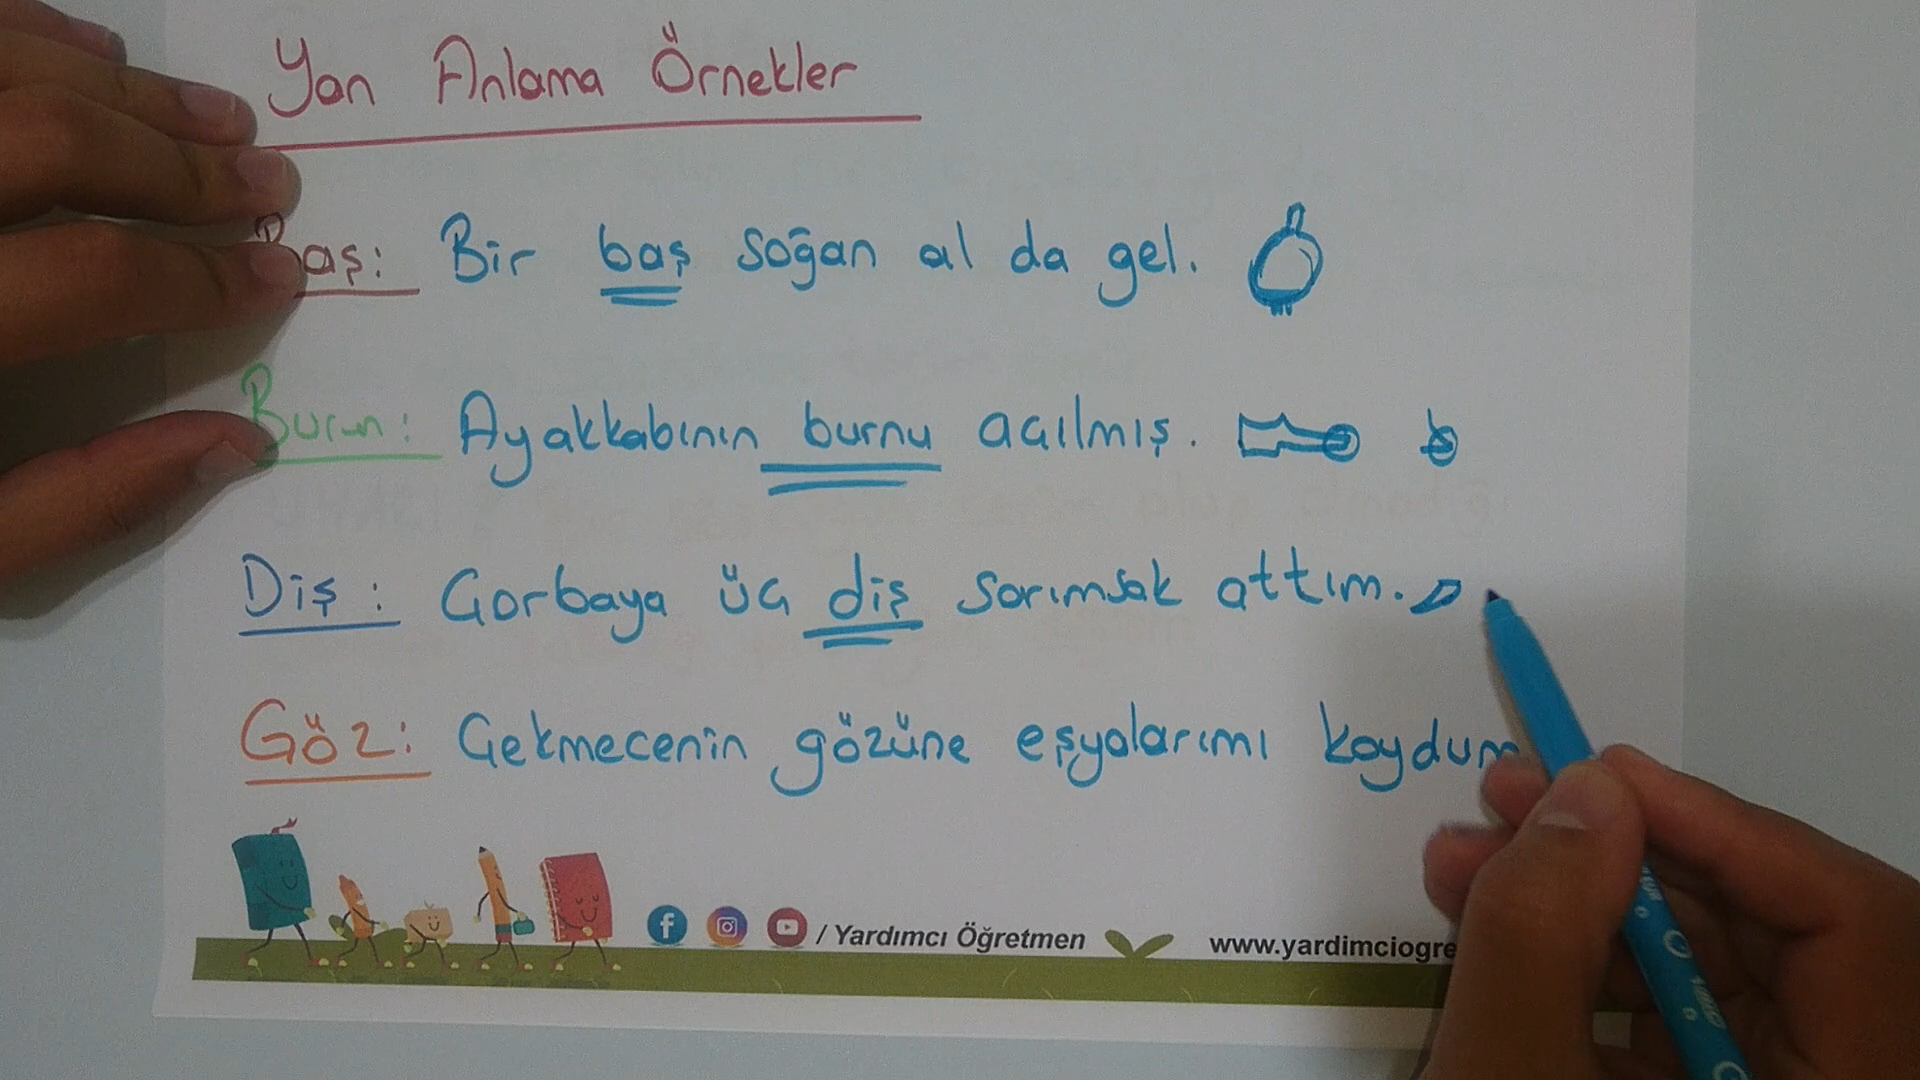 Yan Anlama Örnekler
Baş: Bir baş soğan al da gel.
Burun: Ayakkabının burnu açılmış.
Diş: Çorbaya üç diş sarımsak attım.
Göz: Çekmecenin gözüne eşyalarımı koydum
/ Yardımcı Öğretmen www.yardimciogre